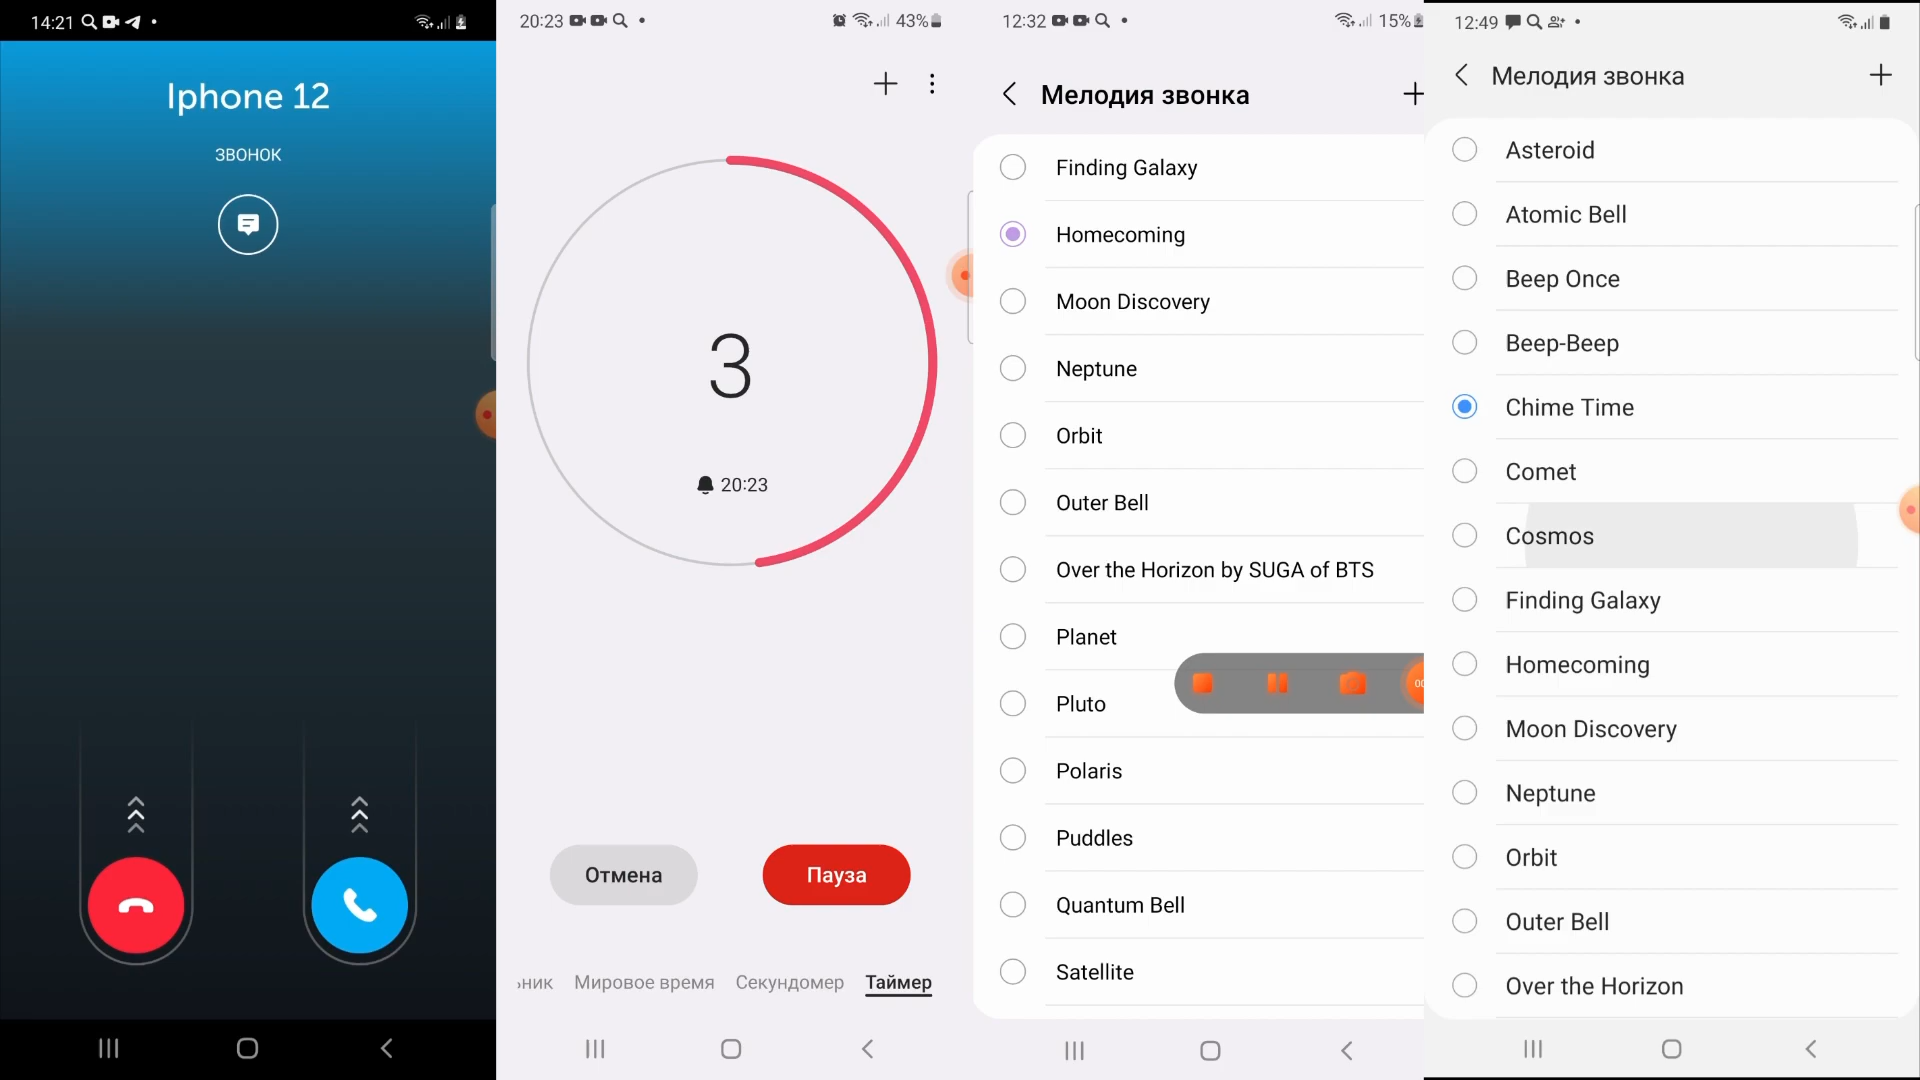 14:21
Iphone 12
ЗВОНОК
20:23
43%
3
20:23
Отмена
Пауза
ьник
Мировое время
Секундомер
Таймер
12:32
15%
Мелодия звонка
Finding Galaxy
Homecoming
Moon Discovery
Neptune
Orbit
Outer Bell
Over the Horizon by SUGA of BTS
Planet
Pluto
Polaris
Puddles
Quantum Bell
Satellite
12:49
Мелодия звонка
Asteroid
Atomic Bell
Beep Once
Beep-Beep
Chime Time
Comet
Cosmos
Finding Galaxy
Homecoming
Moon Discovery
Neptune
Orbit
Outer Bell
Over the Horizon